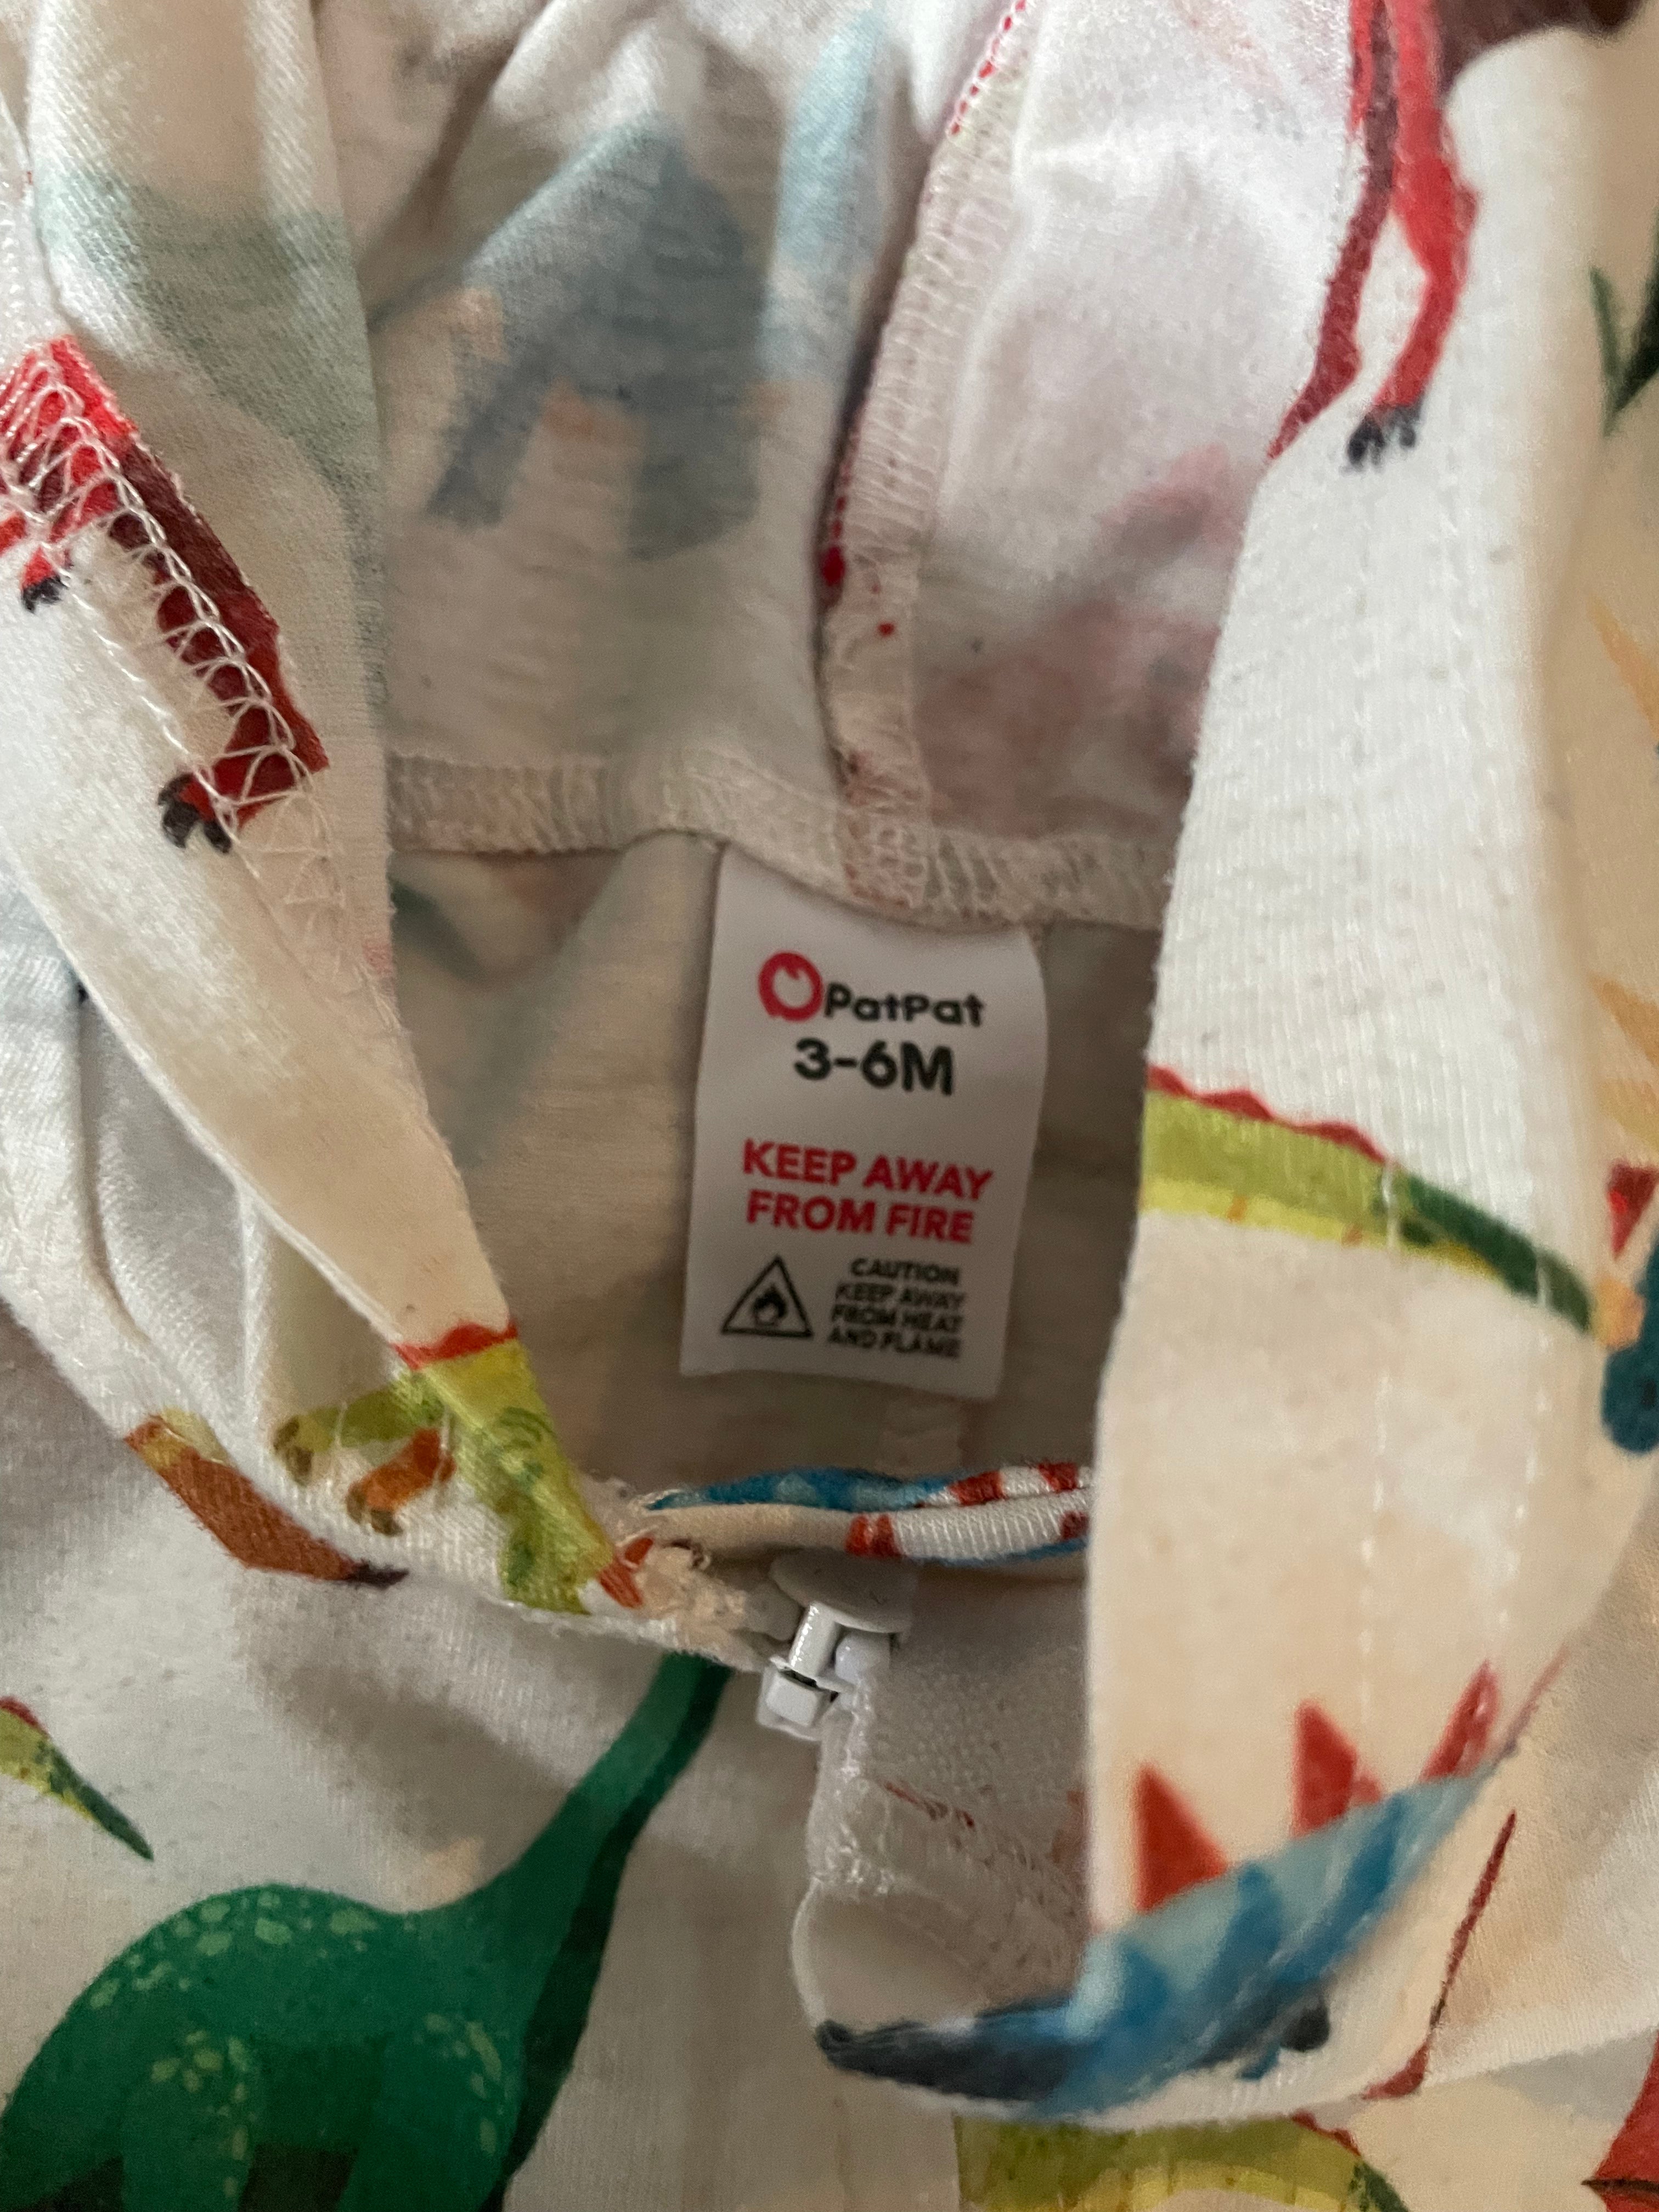 PatPat
3-6M
KEEP AWAY
FROM FIRE
CAUTION
KEEP AWAY
FROM HEAT
AND FLAME